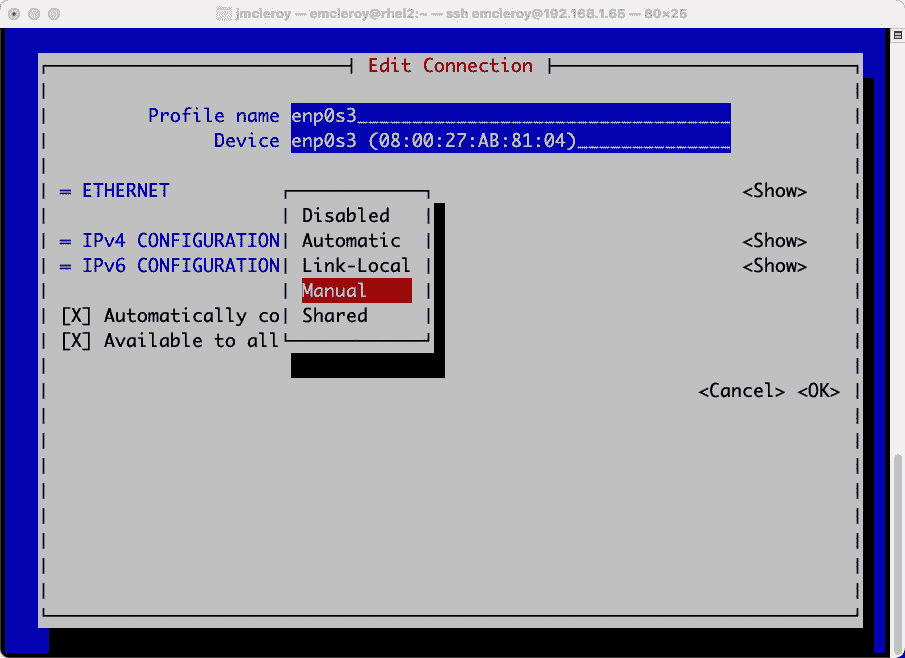 jmcleroy — emcleroy@rhel2:~ — ssh emcleroy@192.168.1.65 — 80×25
Edit Connection
Profile name enp0s3
Device enp0s3 (08:00:27:AB:81:04)
= ETHERNET <Show>
Disabled
= IPv4 CONFIGURATION Automatic <Show>
= IPv6 CONFIGURATION Link-Local <Show>
Manual
[X] Automatically co Shared
[X] Available to all
<Cancel> <OK>